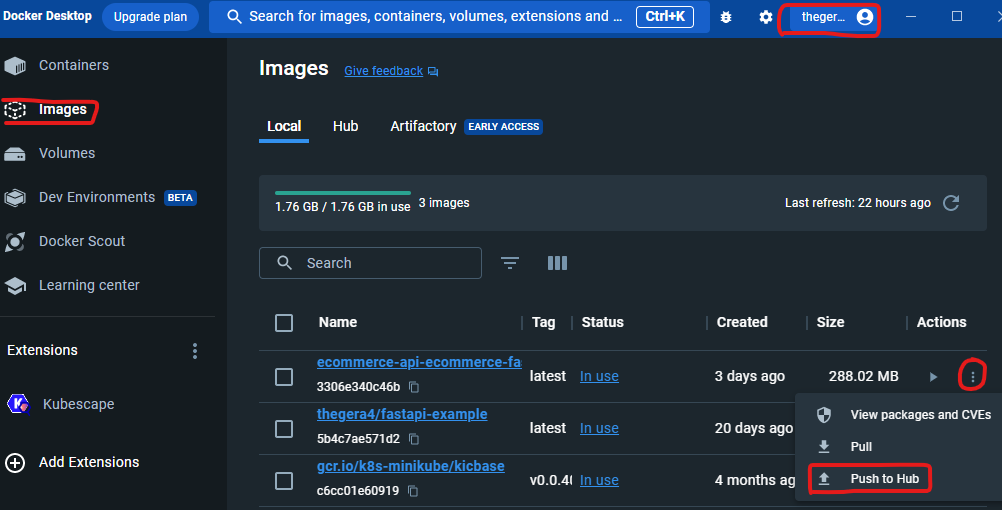 Docker Desktop Upgrade plan Search for images, containers, volumes, extensions and ... Ctrl+K theger...
Containers
Images
Volumes
Dev Environments BETA
Docker Scout
Learning center
Extensions
Kubescape
Add Extensions
Images Give feedback
Local Hub Artifactory EARLY ACCESS
1.76 GB / 1.76 GB in use 3 images Last refresh: 22 hours ago
Search
Name Tag Status Created Size Actions
ecommerce-api-ecommerce-fa
3306e340c46b latest In use 3 days ago 288.02 MB
thegera4/fastapi-example
5b4c7ae571d2 latest In use 20 days ago
gcr.io/k8s-minikube/kicbase
c6cc01e60919 v0.0.40 In use 4 months ag
View packages and CVEs
Pull
Push to Hub